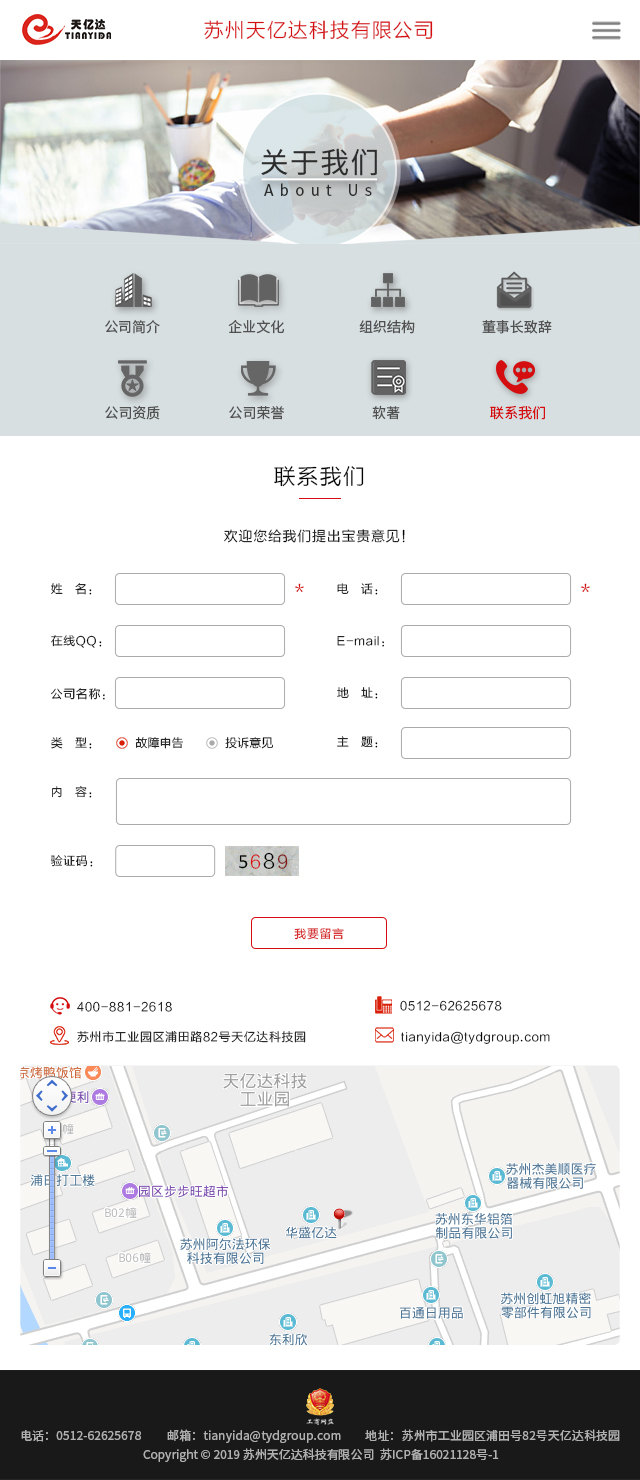 天亿达
TIANYIDA
苏州天亿达科技有限公司
关于我们
About Us
公司简介 企业文化 组织结构 董事长致辞
公司资质 公司荣誉 软著 联系我们
联系我们
欢迎您给我们提出宝贵意见!
姓 名: * 电 话: *
在线QQ: E-mail:
公司名称: 地 址:
类 型: 故障申告 投诉意见 主 题:
内 容:
验证码: 5689
我要留言
400-881-2618 0512-62625678
苏州市工业园区浦田路82号天亿达科技园 tianyida@tydgroup.com
京烤鸭饭馆
天亿达科技
工业园
便利
幢
苏州杰美顺医疗
器械有限公司
浦田打工楼
园区步步旺超市
B02幢
苏州东华铝箔
制品有限公司
华盛亿达
苏州阿尔法环保
科技有限公司
B06幢
苏州创虹旭精密
零部件有限公司
百通日用品
东利欣
工商网监
电话: 0512-62625678 邮箱: tianyida@tydgroup.com 地址: 苏州市工业园区浦田号82号天亿达科技园
Copyright © 2019 苏州天亿达科技有限公司 苏ICP备16021128号-1